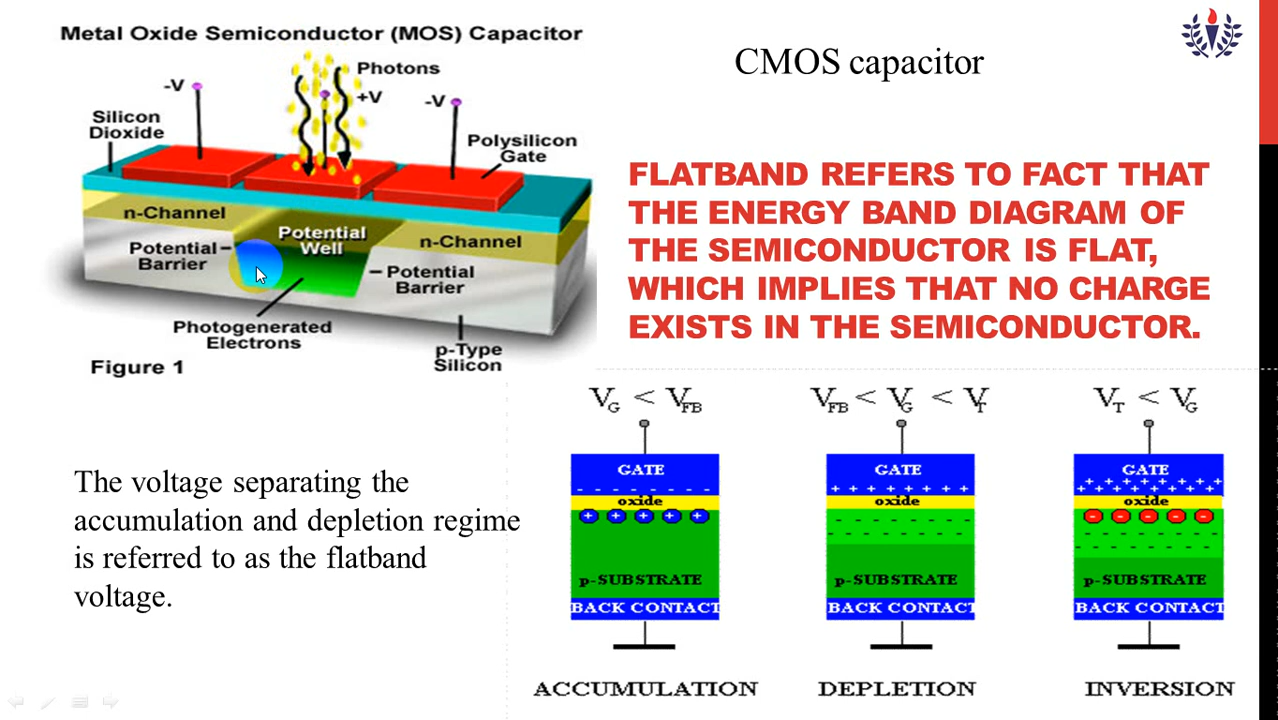 Metal Oxide Semiconductor (MOS) Capacitor
Photons
-V
+V
-V
Silicon
Dioxide
Polysilicon
Gate
n-Channel
Potential
Well
n-Channel
Potential
Barrier
Potential
Barrier
Photogenerated
Electrons
p-Type
Silicon
Figure 1
CMOS capacitor
FLATBAND REFERS TO FACT THAT
THE ENERGY BAND DIAGRAM OF
THE SEMICONDUCTOR IS FLAT,
WHICH IMPLIES THAT NO CHARGE
EXISTS IN THE SEMICONDUCTOR.
The voltage separating the
accumulation and depletion regime
is referred to as the flatband
voltage.
VG < VFB
GATE
- - - - - -
oxide
+ + + + +
p-SUBSTRATE
BACK CONTACT
ACCUMULATION
VFB < VG < VT
GATE
+ + + + + +
oxide
- - - - - -
- - - - - -
p-SUBSTRATE
BACK CONTACT
DEPLETION
VT < VG
GATE
+ + + + + +
+ + + + + +
oxide
- - - - -
- - - - - -
- - - - - -
p-SUBSTRATE
BACK CONTACT
INVERSION